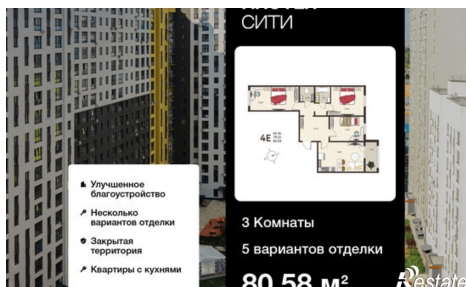 СИТИ
4Е
Улучшенное
благоустройство
Несколько
вариантов отделки
Закрытая
территория
Квартиры с кухнями
3 Комнаты
5 вариантов отделки
80.58 м²
Restate